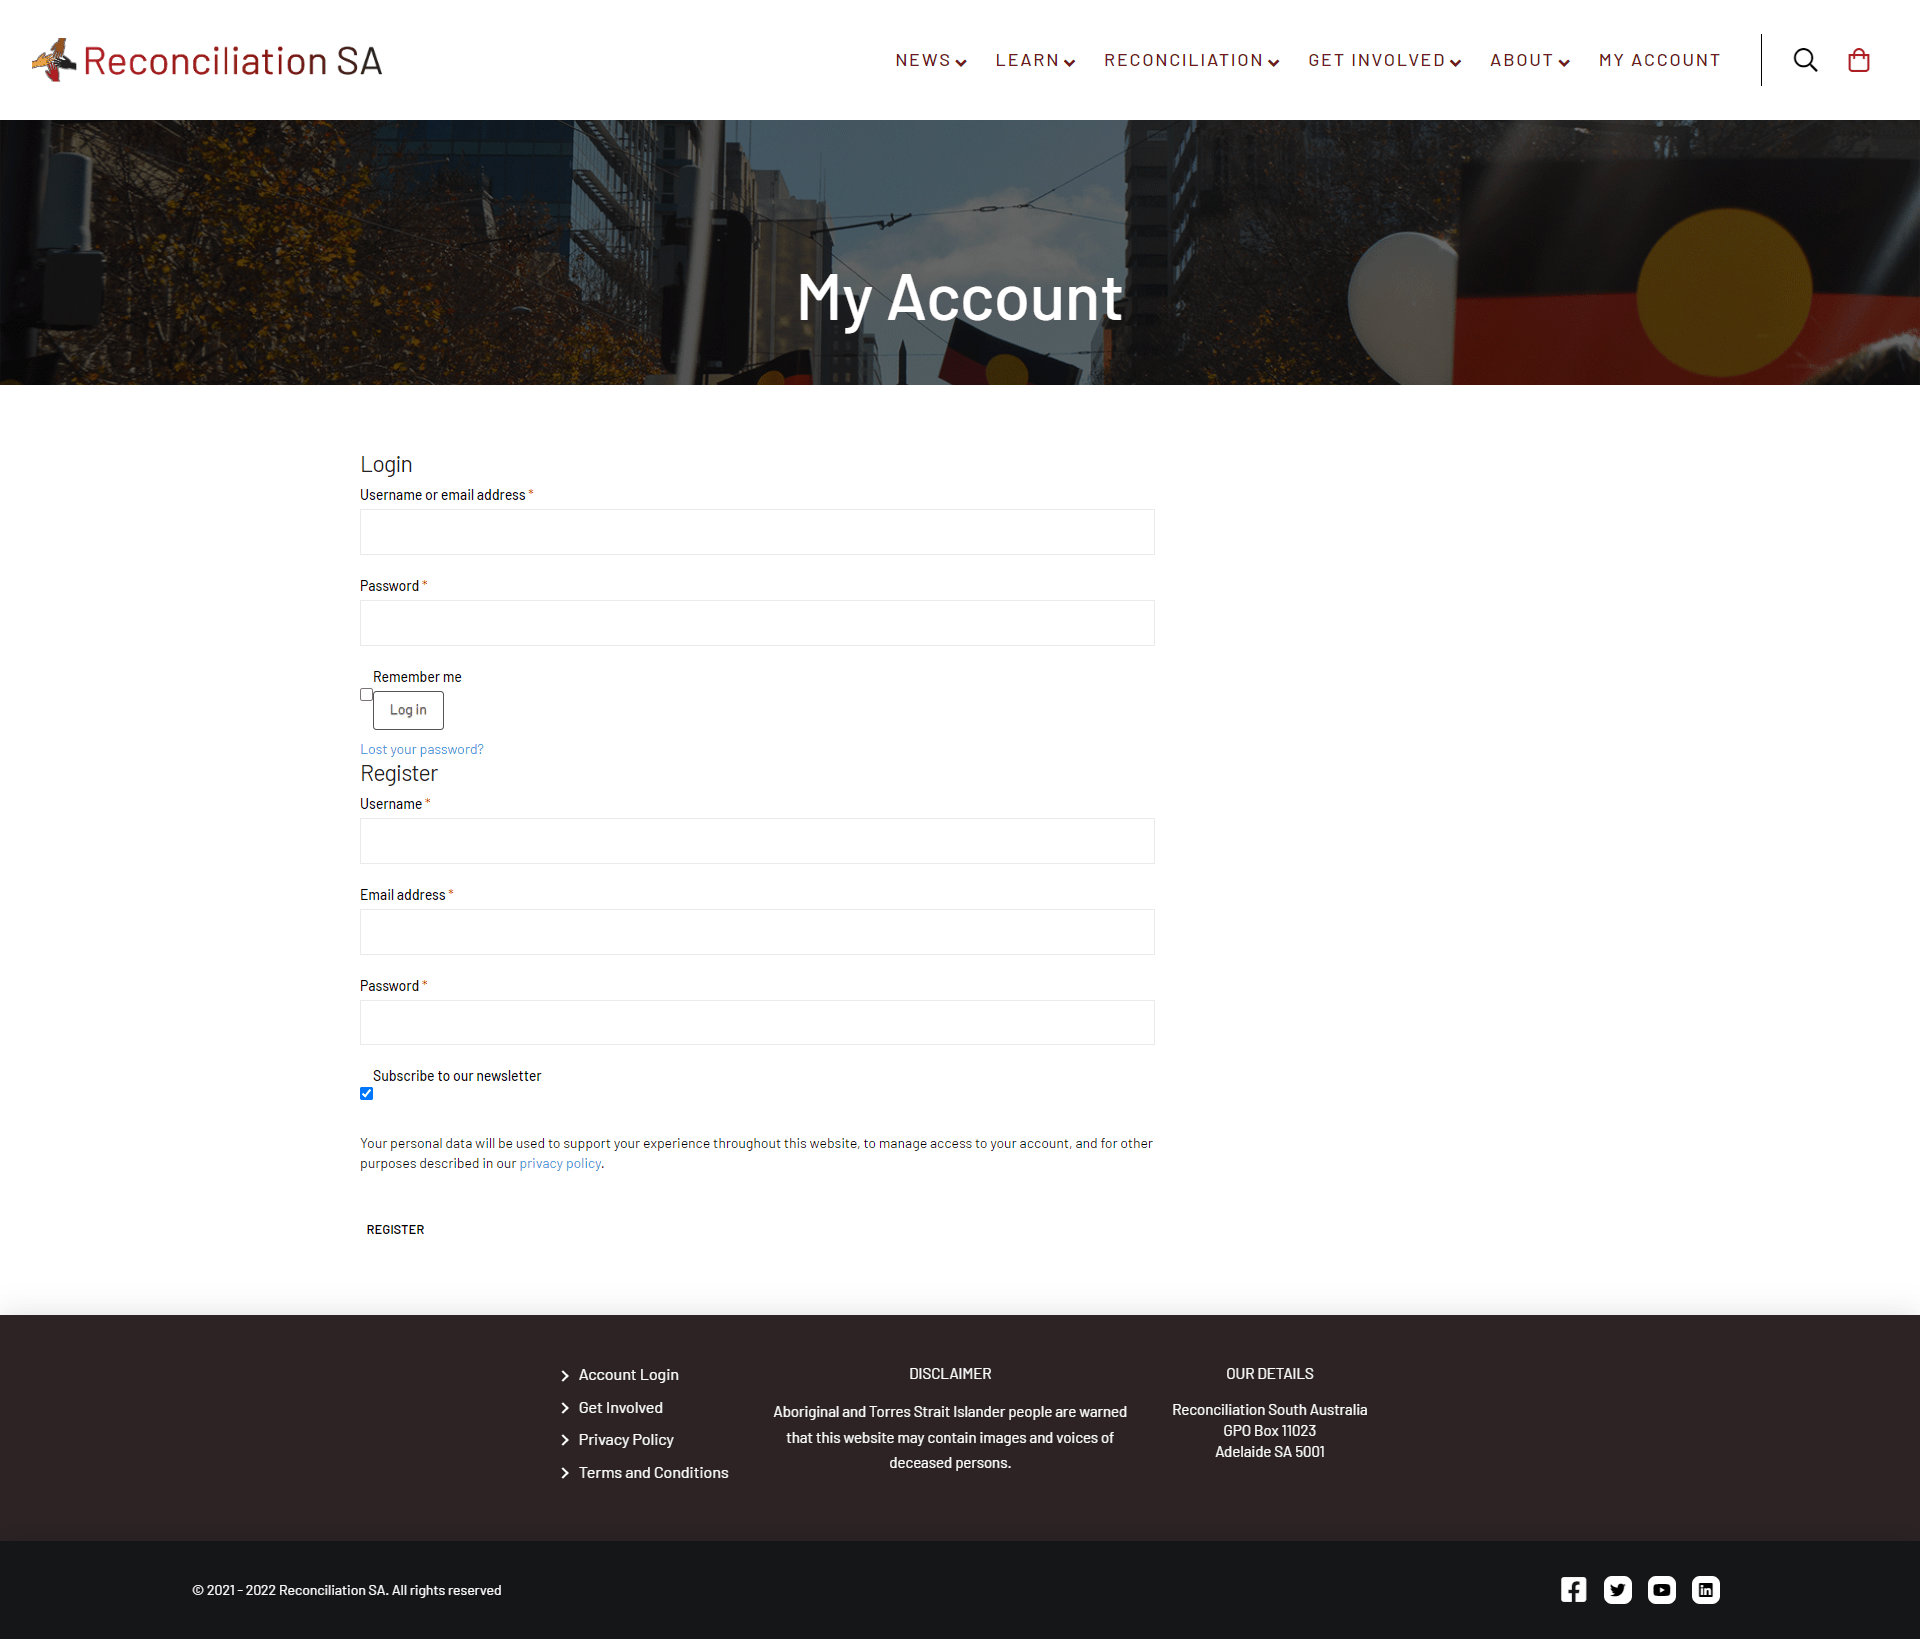 Reconciliation SA
NEWS
LEARN
RECONCILIATION
GET INVOLVED
ABOUT
MY ACCOUNT
My Account
Login
Username or email address *
Password *
Remember me
Log in
Lost your password?
Register
Username *
Email address *
Password *
Subscribe to our newsletter
Your personal data will be used to support your experience throughout this website, to manage access to your account, and for other
purposes described in our privacy policy.
REGISTER
Account Login
Get Involved
Privacy Policy
Terms and Conditions
DISCLAIMER
Aboriginal and Torres Strait Islander people are warned
that this website may contain images and voices of
deceased persons.
OUR DETAILS
Reconciliation South Australia
GPO Box 11023
Adelaide SA 5001
© 2021 - 2022 Reconciliation SA. All rights reserved